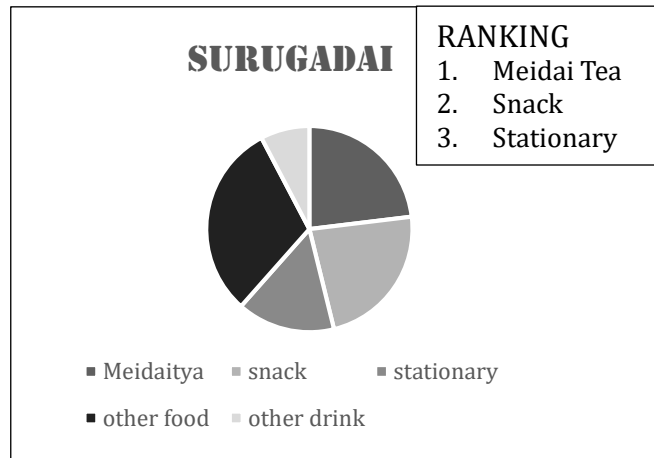 SURUGADAI
RANKING
1. Meidai Tea
2. Snack
3. Stationary
Meidaitya snack stationary
other food other drink